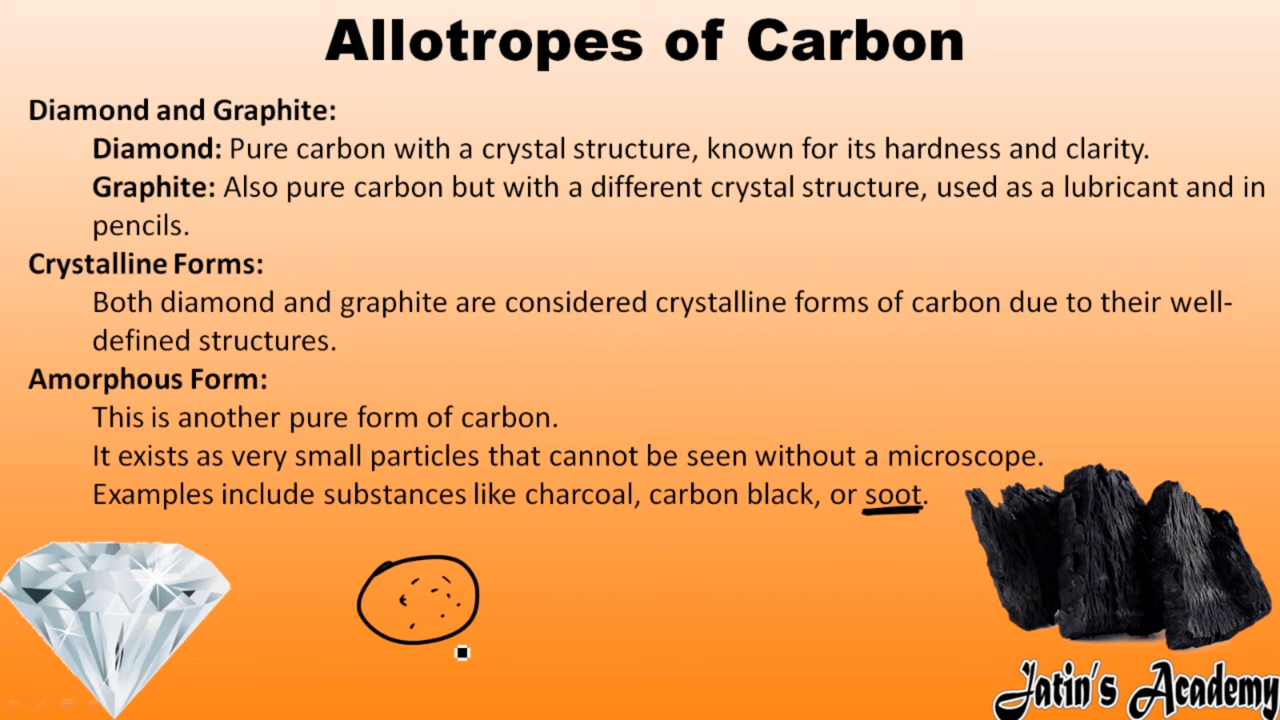 Allotropes of Carbon
Diamond and Graphite:
Diamond: Pure carbon with a crystal structure, known for its hardness and clarity.
Graphite: Also pure carbon but with a different crystal structure, used as a lubricant and in
pencils.
Crystalline Forms:
Both diamond and graphite are considered crystalline forms of carbon due to their well-
defined structures.
Amorphous Form:
This is another pure form of carbon.
It exists as very small particles that cannot be seen without a microscope.
Examples include substances like charcoal, carbon black, or soot.
Jatin's Academy